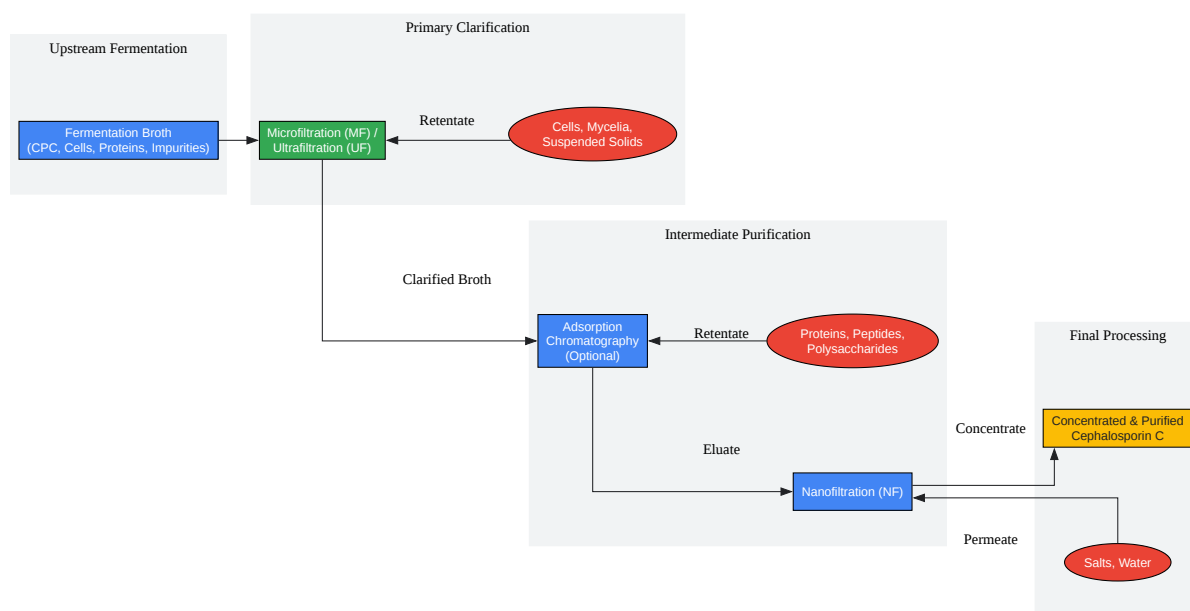 Primary Clarification
Upstream Fermentation
Fermentation Broth
(CPC, Cells, Proteins, Impurities)
Microfiltration (MF) /
Ultrafiltration (UF)
Retentate
Cells, Mycelia,
Suspended Solids
Intermediate Purification
Clarified Broth
Adsorption
Chromatography
(Optional)
Retentate
Proteins, Peptides,
Polysaccharides
Final Processing
Concentrate
Concentrated & Purified
Cephalosporin C
Eluate
Nanofiltration (NF)
Permeate
Salts, Water